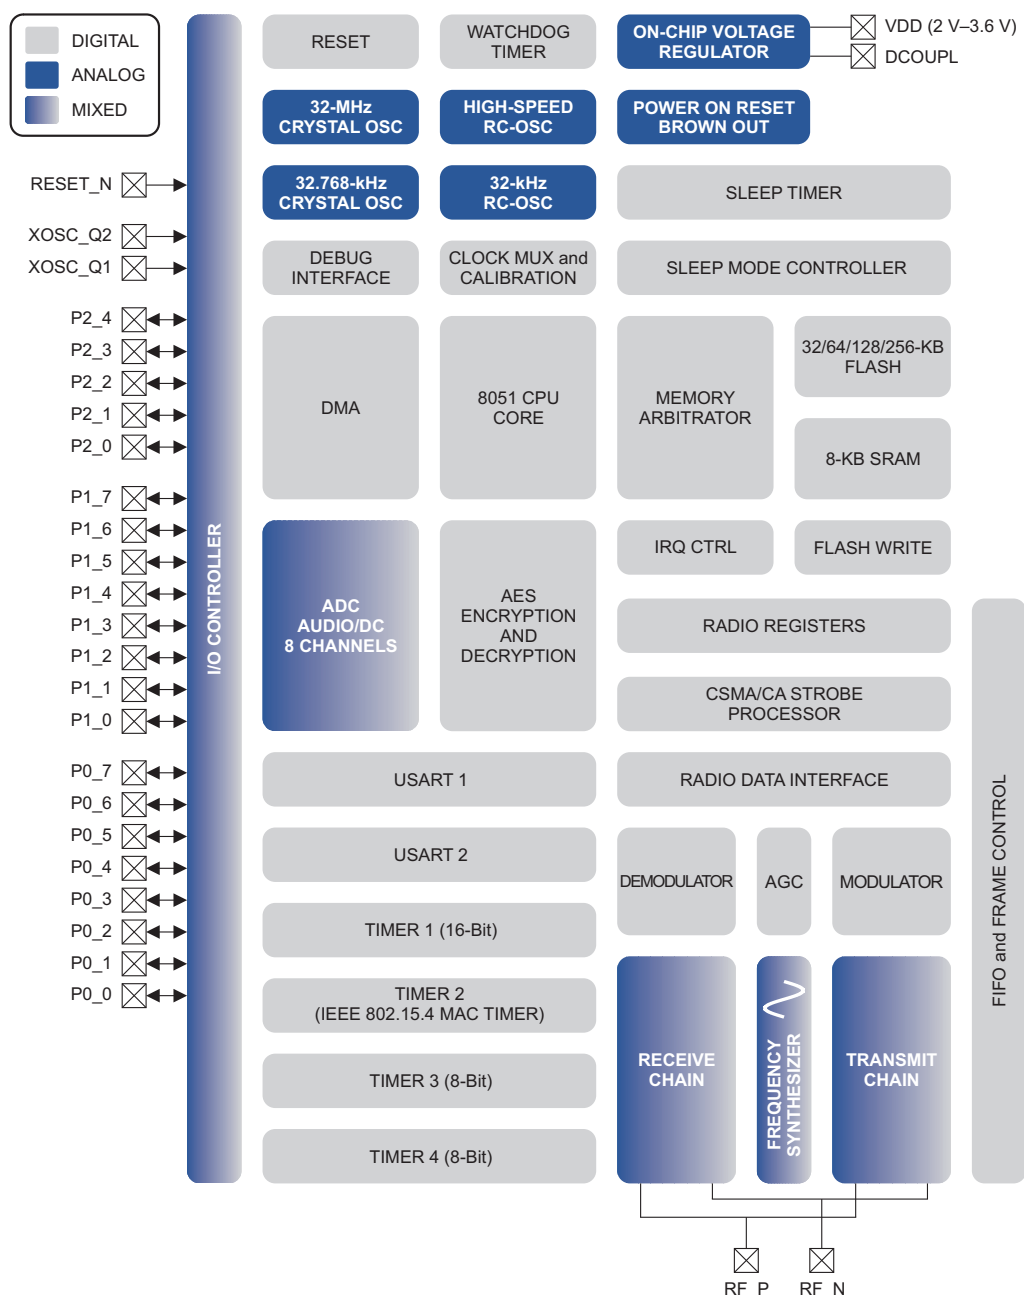 DIGITAL
ANALOG
MIXED
RESET
WATCHDOG
TIMER
ON-CHIP VOLTAGE
REGULATOR
VDD (2 V–3.6 V)
DCOUPL
32-MHz
CRYSTAL OSC
HIGH-SPEED
RC-OSC
POWER ON RESET
BROWN OUT
RESET_N
32.768-kHz
CRYSTAL OSC
32-kHz
RC-OSC
SLEEP TIMER
XOSC_Q2
XOSC_Q1
DEBUG
INTERFACE
CLOCK MUX and
CALIBRATION
SLEEP MODE CONTROLLER
P2_4
P2_3
P2_2
P2_1
P2_0
DMA
8051 CPU
CORE
MEMORY
ARBITRATOR
32/64/128/256-KB
FLASH
8-KB SRAM
P1_7
P1_6
P1_5
P1_4
P1_3
P1_2
P1_1
P1_0
I/O CONTROLLER
ADC
AUDIO/DC
8 CHANNELS
AES
ENCRYPTION
AND
DECRYPTION
IRQ CTRL
FLASH WRITE
RADIO REGISTERS
CSMA/CA STROBE
PROCESSOR
P0_7
P0_6
P0_5
P0_4
P0_3
P0_2
P0_1
P0_0
USART 1
USART 2
TIMER 1 (16-Bit)
TIMER 2
(IEEE 802.15.4 MAC TIMER)
TIMER 3 (8-Bit)
TIMER 4 (8-Bit)
RADIO DATA INTERFACE
DEMODULATOR
AGC
MODULATOR
RECEIVE
CHAIN
FREQUENCY
SYNTHESIZER
TRANSMIT
CHAIN
FIFO and FRAME CONTROL
RF_P
RF_N